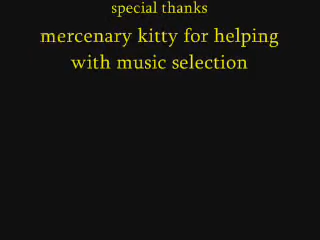 special thanks
mercenary kitty for helping
with music selection